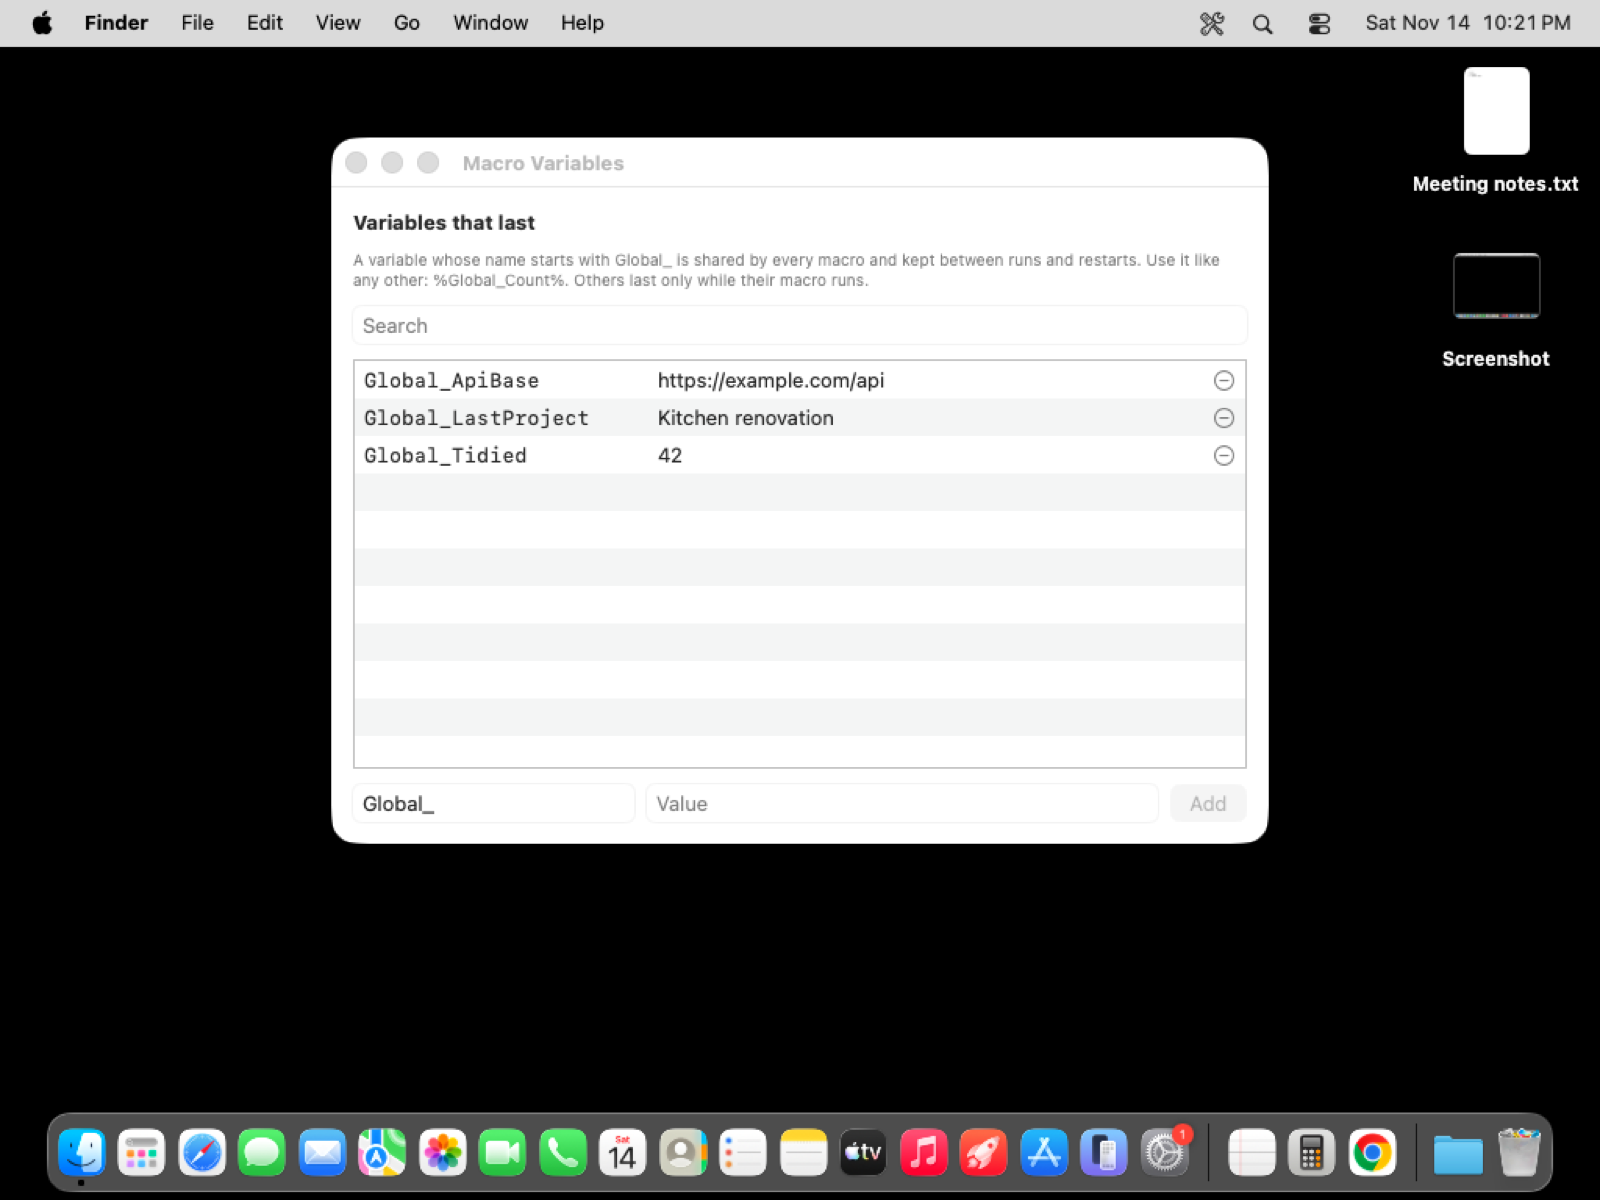 Finder File Edit View Go Window Help Sat Nov 14 10:21 PM
Meeting notes.txt
Screenshot
Macro Variables
Variables that last
A variable whose name starts with Global_ is shared by every macro and kept between runs and restarts. Use it like
any other: %Global_Count%. Others last only while their macro runs.
Search
Global_ApiBase https://example.com/api
Global_LastProject Kitchen renovation
Global_Tidied 42
Global_ Value Add
Sat
14
tv
1